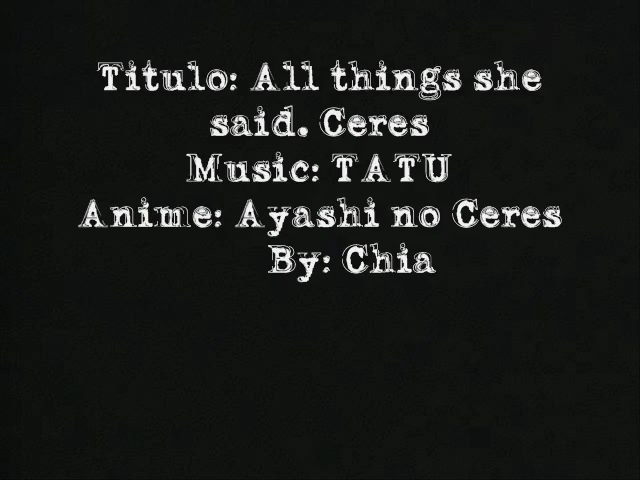 Titulo: All things she
said. Ceres
Music: TATU
Anime: Ayashi no Ceres
By: Chia